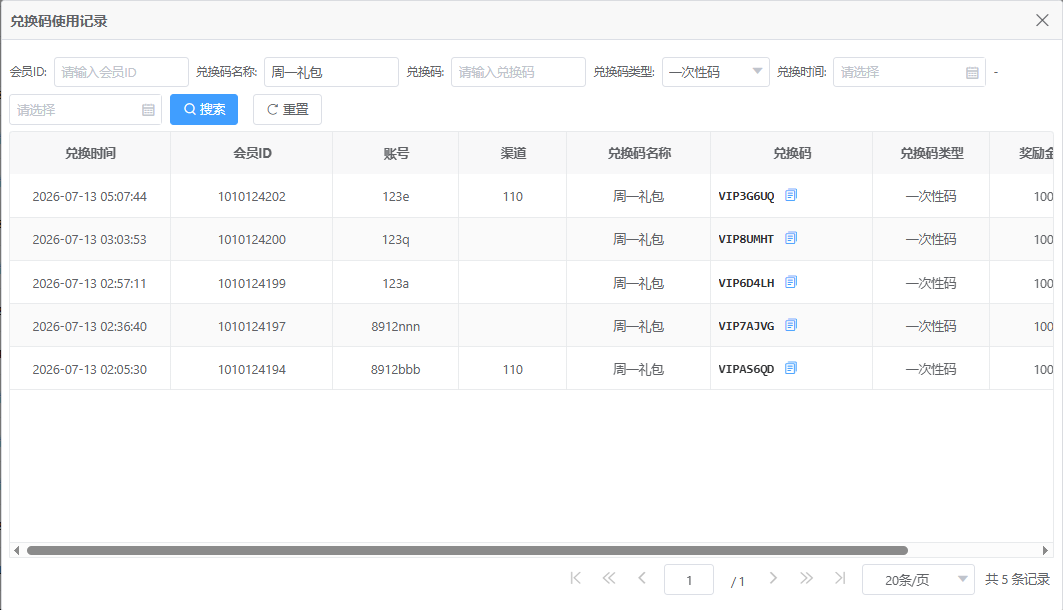 兑换码使用记录
会员ID: 请输入会员ID 兑换码名称: 周一礼包 兑换码: 请输入兑换码 兑换码类型: 一次性码 兑换时间: 请选择 -
请选择 搜索 重置
兑换时间 会员ID 账号 渠道 兑换码名称 兑换码 兑换码类型 奖励金
2026-07-13 05:07:44 1010124202 123e 110 周一礼包 VIP3G6UQ 一次性码 100
2026-07-13 03:03:53 1010124200 123q 周一礼包 VIP8UMHT 一次性码 100
2026-07-13 02:57:11 1010124199 123a 周一礼包 VIP6D4LH 一次性码 100
2026-07-13 02:36:40 1010124197 8912nnn 周一礼包 VIP7AJVG 一次性码 100
2026-07-13 02:05:30 1010124194 8912bbb 110 周一礼包 VIPAS6QD 一次性码 100
1 / 1 20条/页 共 5 条记录